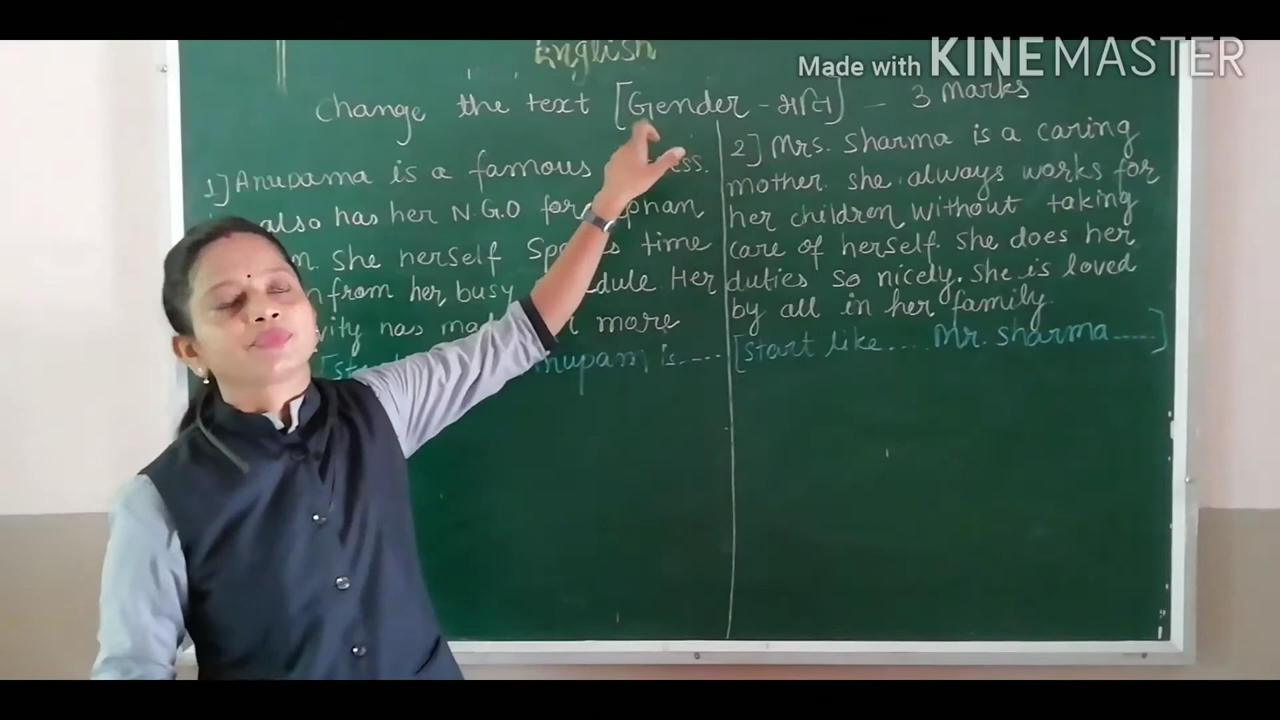 Made with KINEMASTER
English
Change the text [Gender - જાતિ] - 3 Marks
1] Anupama is a famous
also has her N.G.O for
she herself time
from her busy Her
has more
Anupam is....
2] Mrs. Sharma is a caring
mother. she always works for
her children without taking
care of herself. She does her
duties so nicely. She is loved
by all in her family.
[start like.... Mr. Sharma.....]